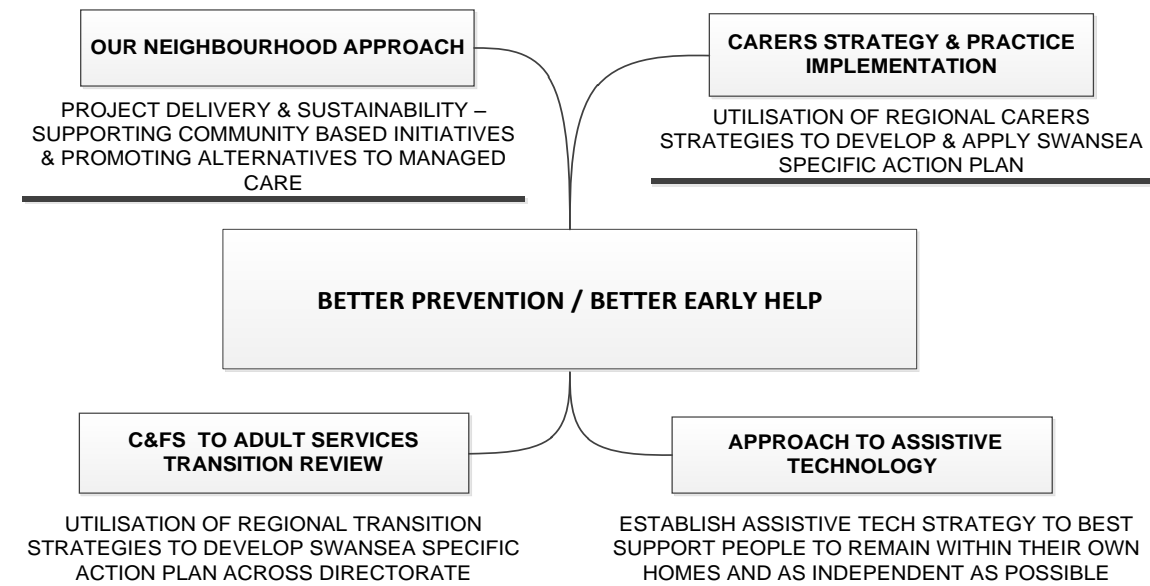 OUR NEIGHBOURHOOD APPROACH
PROJECT DELIVERY & SUSTAINABILITY –
SUPPORTING COMMUNITY BASED INITIATIVES
& PROMOTING ALTERNATIVES TO MANAGED
CARE
CARERS STRATEGY & PRACTICE
IMPLEMENTATION
UTILISATION OF REGIONAL CARERS
STRATEGIES TO DEVELOP & APPLY SWANSEA
SPECIFIC ACTION PLAN
BETTER PREVENTION / BETTER EARLY HELP
C&FS TO ADULT SERVICES
TRANSITION REVIEW
UTILISATION OF REGIONAL TRANSITION
STRATEGIES TO DEVELOP SWANSEA SPECIFIC
ACTION PLAN ACROSS DIRECTORATE
APPROACH TO ASSISTIVE
TECHNOLOGY
ESTABLISH ASSISTIVE TECH STRATEGY TO BEST
SUPPORT PEOPLE TO REMAIN WITHIN THEIR OWN
HOMES AND AS INDEPENDENT AS POSSIBLE